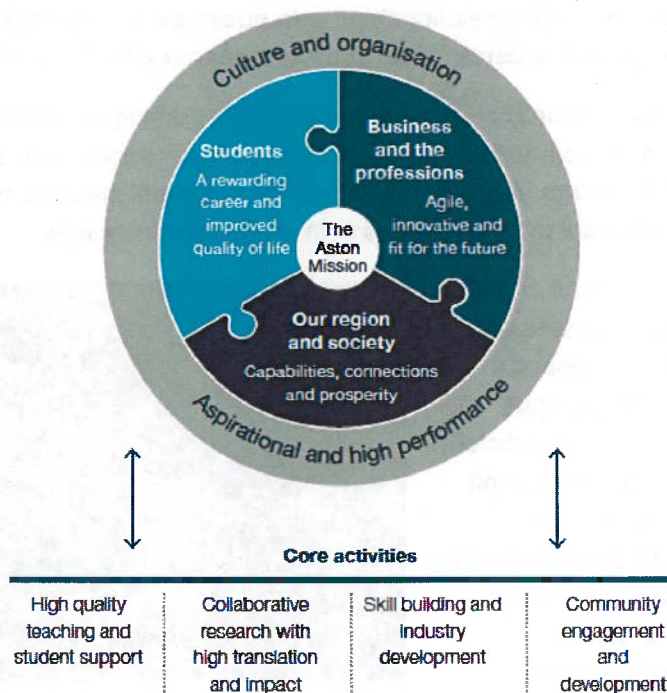 Culture and organisation
Students
A rewarding
career and
improved
quality of life
Business
and the
professions
Agile,
innovative and
fit for the future
The
Aston
Mission
Our region
and society
Capabilities, connections
and prosperity
Aspirational and high performance
Core activities
High quality
teaching and
student support
Collaborative
research with
high translation
and impact
Skill building and
industry
development
Community
engagement
and
development